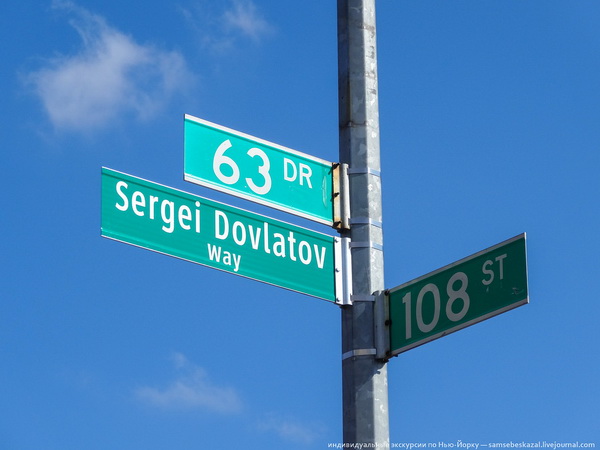 63 DR
Sergei Dovlatov
Way
108 ST
индивидуальные экскурсии по Нью-Йорку — samsebeskazal.livejournal.com